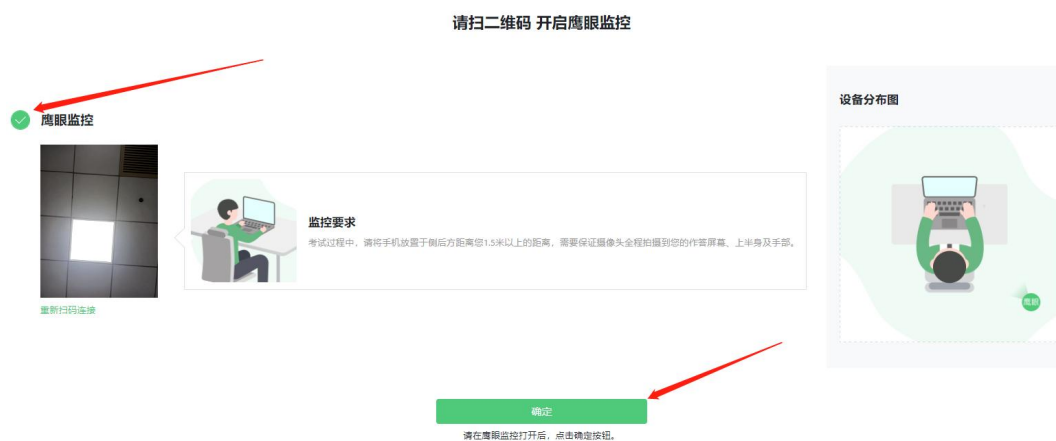 请扫二维码 开启鹰眼监控
鹰眼监控
设备分布图
监控要求
考试过程中，请将手机放置于侧后方距离您1.5米以上的距离，需要保证摄像头全程拍摄到您的作答屏幕、上半身及手部。
鹰眼
重新扫码连接
确定
请在鹰眼监控打开后，点击确定按钮。